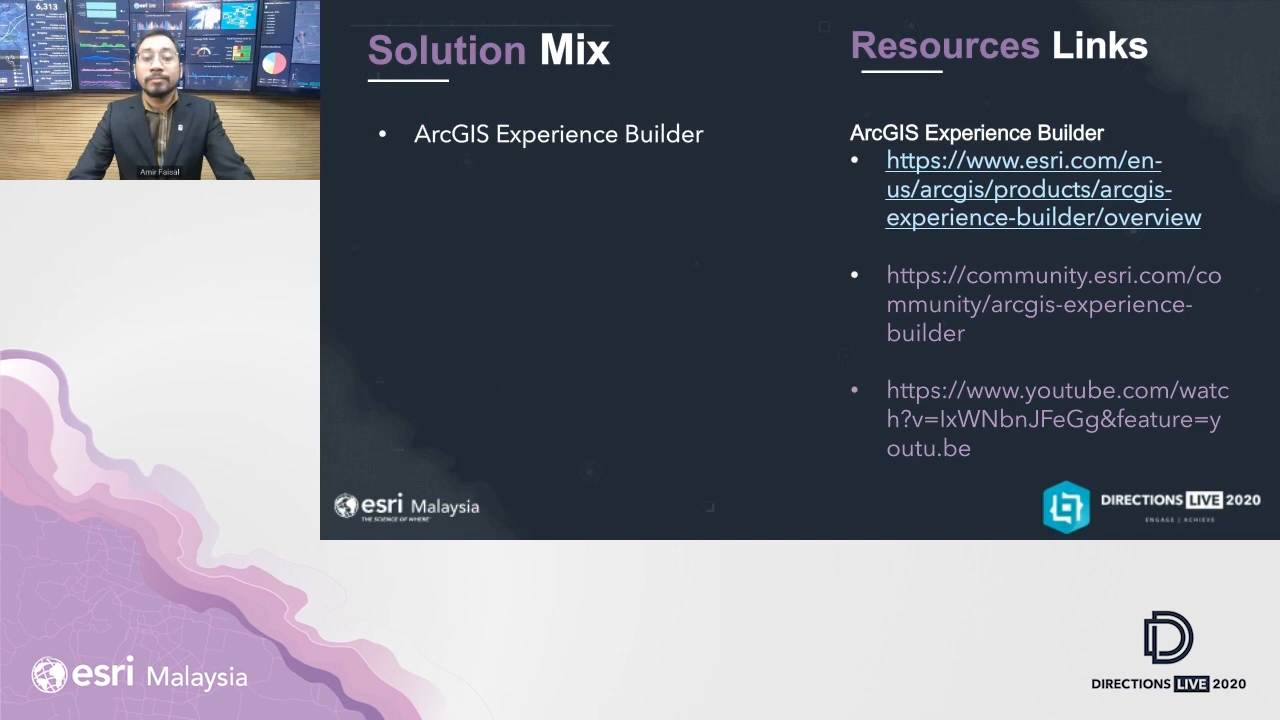 6,313
Amir Faisal
Solution Mix
• ArcGIS Experience Builder
Resources Links
ArcGIS Experience Builder
• https://www.esri.com/en-
us/arcgis/products/arcgis-
experience-builder/overview
• https://community.esri.com/co
mmunity/arcgis-experience-
builder
• https://www.youtube.com/watc
h?v=IxWNbnJFeGg&feature=y
outu.be
esri Malaysia
THE SCIENCE OF WHERE
DIRECTIONS LIVE 2020
ENGAGE | ACHIEVE
esri Malaysia
DIRECTIONS LIVE 2020